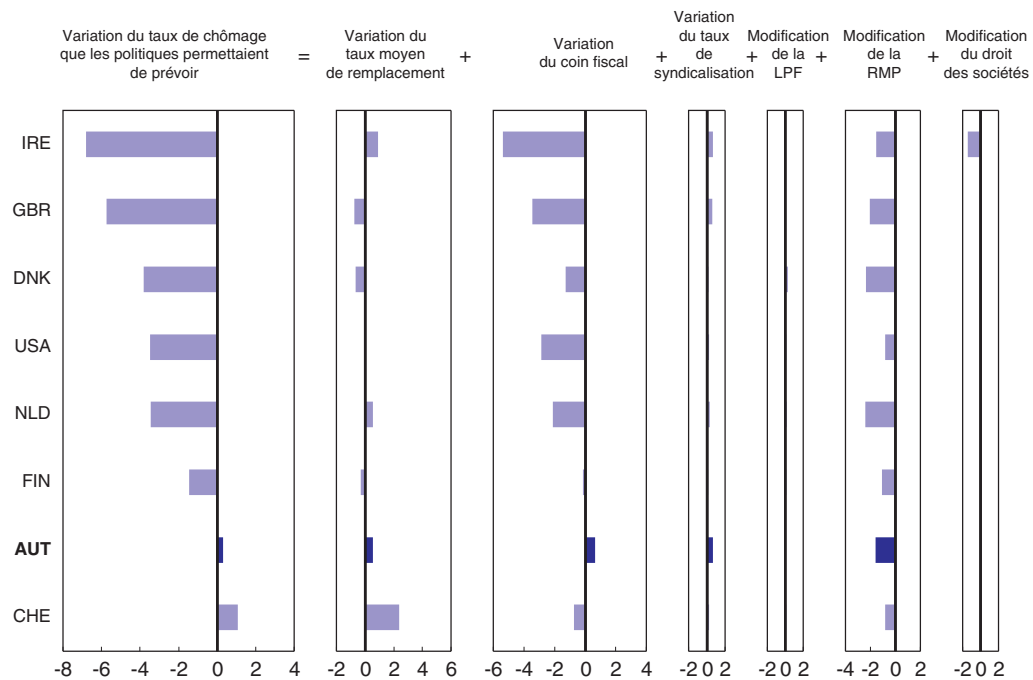 Variation du taux de chômage
que les politiques permettaient
de prévoir
=
Variation du
taux moyen
de remplacement
+
Variation
du coin fiscal
+
Variation
du taux
de
syndicalisation
+
Modification
de la
LPF
+
Modification
de la
RMP
+
Modification
du droit
des sociétés
IRE
GBR
DNK
USA
NLD
FIN
AUT
CHE
-8 -6 -4 -2 0 2 4
-2 0 2 4 6
-6 -4 -2 0 2 4
-2 0 2
-2 0 2
-4 -2 0 2
-2 0 2